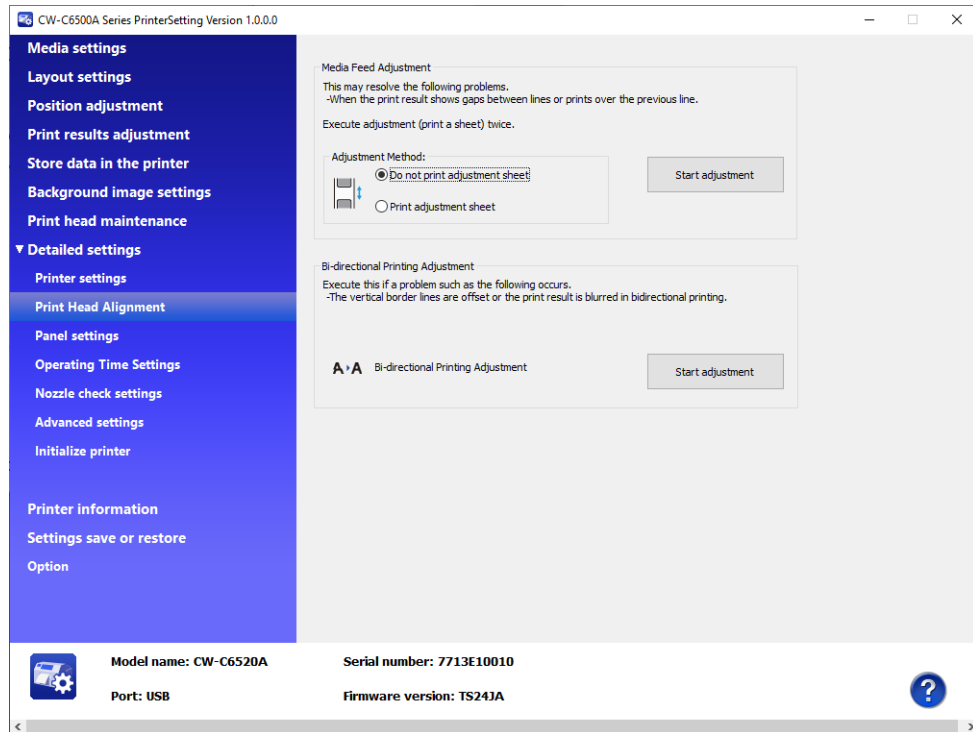 CW-C6500A Series PrinterSetting Version 1.0.0.0
Media settings
Layout settings
Position adjustment
Print results adjustment
Store data in the printer
Background image settings
Print head maintenance
Detailed settings
Printer settings
Print Head Alignment
Panel settings
Operating Time Settings
Nozzle check settings
Advanced settings
Initialize printer
Printer information
Settings save or restore
Option
Media Feed Adjustment
This may resolve the following problems.
-When the print result shows gaps between lines or prints over the previous line.
Execute adjustment (print a sheet) twice.
Adjustment Method:
Do not print adjustment sheet
Print adjustment sheet
Start adjustment
Bi-directional Printing Adjustment
Execute this if a problem such as the following occurs.
-The vertical border lines are offset or the print result is blurred in bidirectional printing.
A A Bi-directional Printing Adjustment
Start adjustment
Model name: CW-C6520A
Serial number: 7713E10010
Port: USB
Firmware version: TS24JA
?